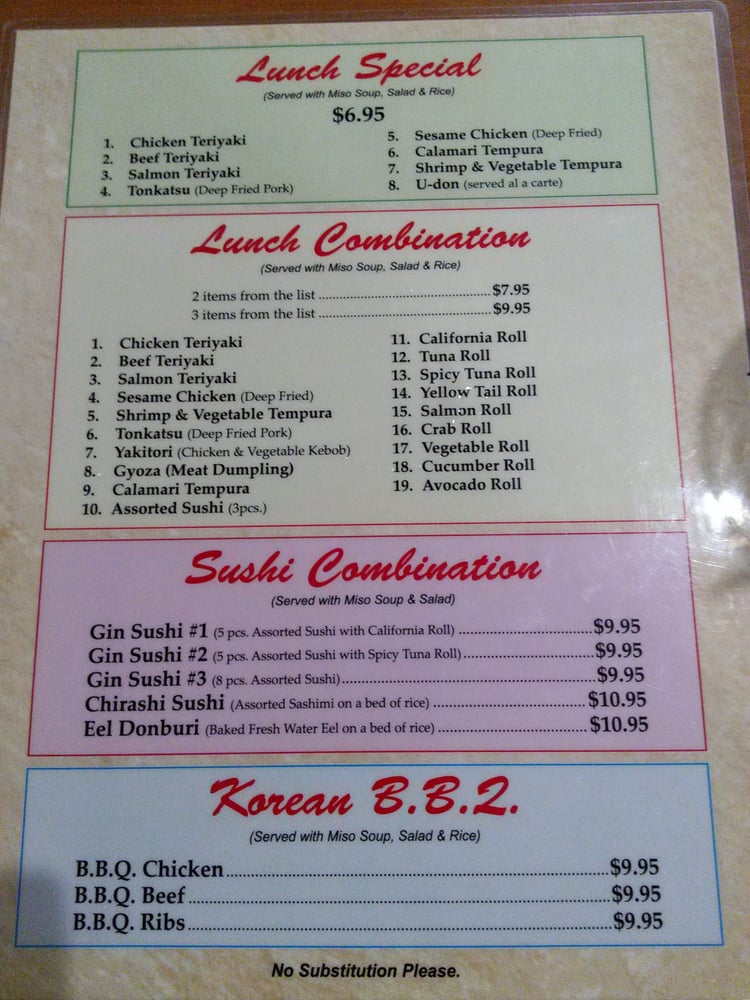 Lunch Special
(Served with Miso Soup, Salad & Rice)
$6.95
1. Chicken Teriyaki
2. Beef Teriyaki
3. Salmon Teriyaki
4. Tonkatsu (Deep Fried Pork)
5. Sesame Chicken (Deep Fried)
6. Calamari Tempura
7. Shrimp & Vegetable Tempura
8. U-don (served al a carte)
Lunch Combination
(Served with Miso Soup, Salad & Rice)
2 items from the list ................................................ $7.95
3 items from the list ................................................ $9.95
1. Chicken Teriyaki
2. Beef Teriyaki
3. Salmon Teriyaki
4. Sesame Chicken (Deep Fried)
5. Shrimp & Vegetable Tempura
6. Tonkatsu (Deep Fried Pork)
7. Yakitori (Chicken & Vegetable Kebob)
8. Gyoza (Meat Dumpling)
9. Calamari Tempura
10. Assorted Sushi (3pcs.)
11. California Roll
12. Tuna Roll
13. Spicy Tuna Roll
14. Yellow Tail Roll
15. Salmon Roll
16. Crab Roll
17. Vegetable Roll
18. Cucumber Roll
19. Avocado Roll
Sushi Combination
(Served with Miso Soup & Salad)
Gin Sushi #1 (5 pcs. Assorted Sushi with California Roll) ................................ $9.95
Gin Sushi #2 (5 pcs. Assorted Sushi with Spicy Tuna Roll) ................................ $9.95
Gin Sushi #3 (8 pcs. Assorted Sushi) ............................................................ $9.95
Chirashi Sushi (Assorted Sashimi on a bed of rice) .................................... $10.95
Eel Donburi (Baked Fresh Water Eel on a bed of rice) .................................... $10.95
Korean B.B.Q.
(Served with Miso Soup, Salad & Rice)
B.B.Q. Chicken ........................................................................ $9.95
B.B.Q. Beef ........................................................................ $9.95
B.B.Q. Ribs ........................................................................ $9.95
No Substitution Please.